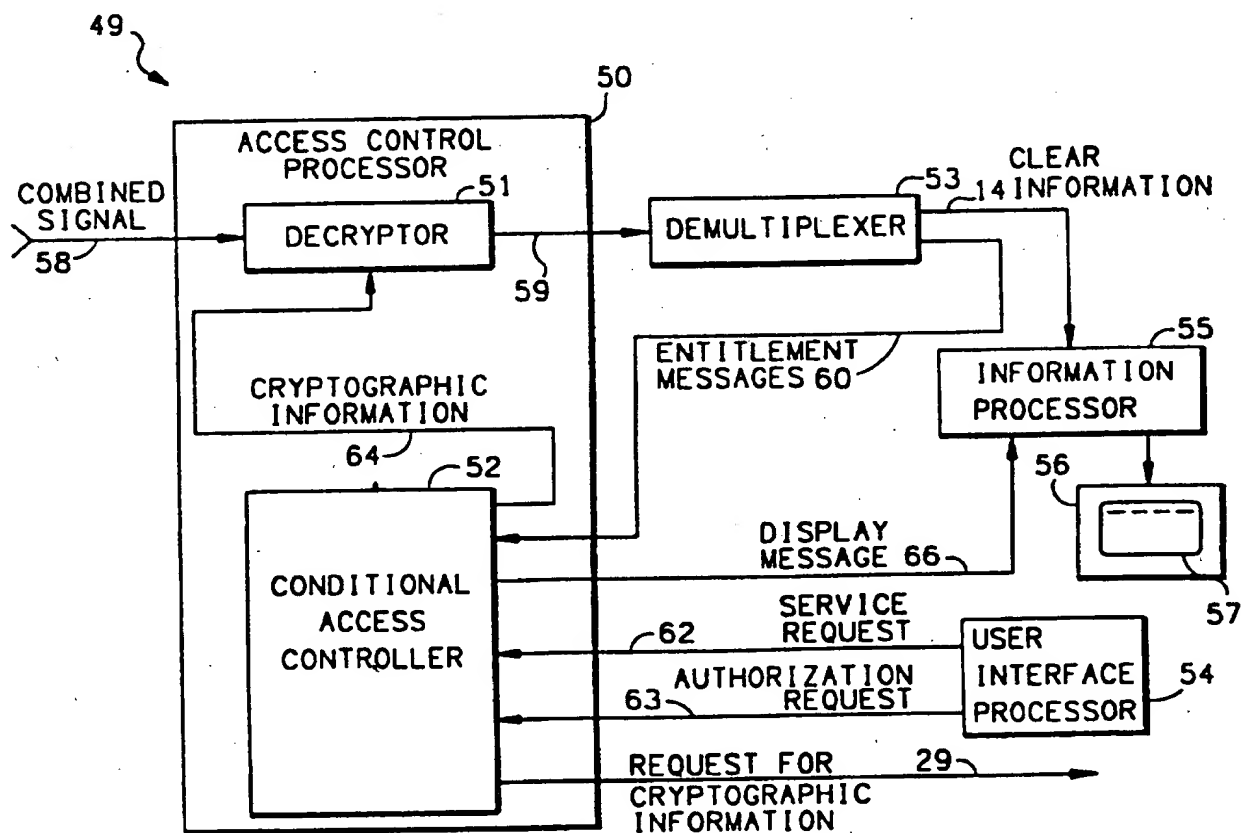 49
50
ACCESS CONTROL
PROCESSOR
COMBINED
SIGNAL
58
51
DECRYPTOR
59
53
DEMULTIPLEXER
CLEAR
14 INFORMATION
ENTITLEMENT
MESSAGES 60
55
INFORMATION
PROCESSOR
CRYPTOGRAPHIC
INFORMATION
64
52
CONDITIONAL
ACCESS
CONTROLLER
56
57
DISPLAY
MESSAGE 66
SERVICE
REQUEST
62
AUTHORIZATION
REQUEST
63
USER
INTERFACE
PROCESSOR
54
REQUEST FOR
CRYPTOGRAPHIC
INFORMATION
29